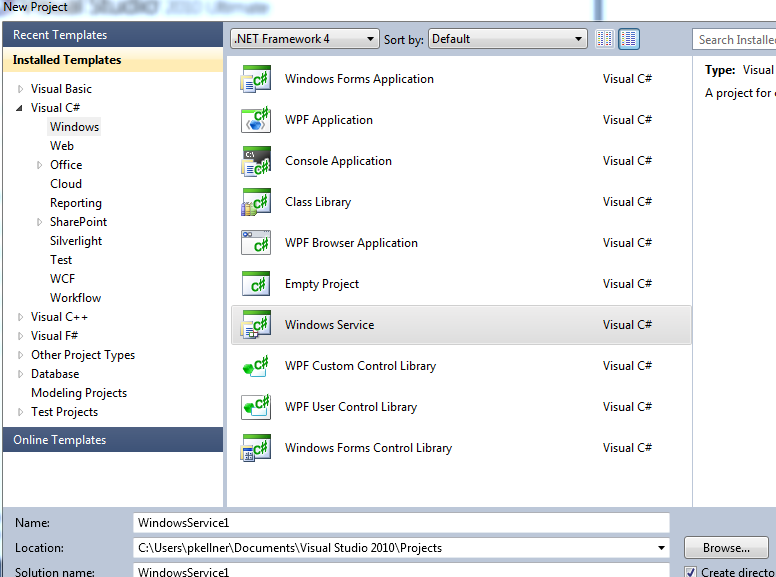 New Project
Visual Studio 2010 Ultimate
Recent Templates
.NET Framework 4
Sort by:
Default
Search Installed
Installed Templates
Visual Basic
Visual C#
Windows
Web
Office
Cloud
Reporting
SharePoint
Silverlight
Test
WCF
Workflow
Visual C++
Visual F#
Other Project Types
Database
Modeling Projects
Test Projects
Online Templates
Windows Forms Application Visual C#
WPF Application Visual C#
Console Application Visual C#
Class Library Visual C#
WPF Browser Application Visual C#
Empty Project Visual C#
Windows Service Visual C#
WPF Custom Control Library Visual C#
WPF User Control Library Visual C#
Windows Forms Control Library Visual C#
Type: Visual
A project for
Name: WindowsService1
Location: C:\Users\pkellner\Documents\Visual Studio 2010\Projects
Browse...
Solution name: WindowsService1
Create directo